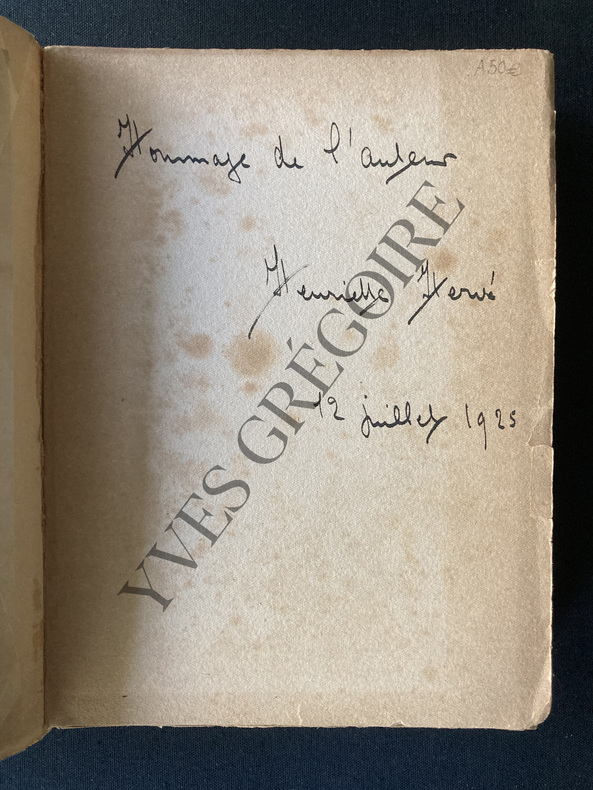 A50€
Hommage de l'auteur
Henriette Hervé
12 juillet 1925
YVES GRÉGOIRE